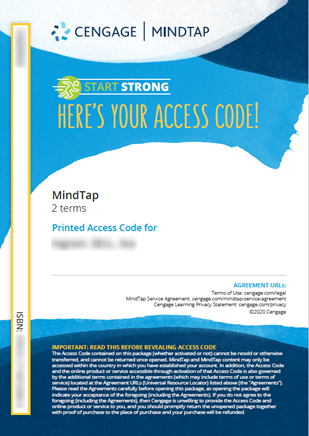 CENGAGE | MINDTAP
START STRONG
HERE'S YOUR ACCESS CODE!
MindTap
2 terms
Printed Access Code for
AGREEMENT URLs:
Terms of Use: cengage.com/legal
MindTap Service Agreement: cengage.com/mindtap-service-agreement
Cengage Learning Privacy Statement: cengage.com/privacy
©2020 Cengage
ISBN:
IMPORTANT: READ THIS BEFORE REVEALING ACCESS CODE
The Access Code contained on this package (whether activated or not) cannot be resold or otherwise
transferred, and cannot be returned once opened. MindTap and MindTap content may only be
accessed within the country in which you have established your account. In addition, the Access Code
and the online product or service accessible through activation of that Access Code is also governed
by the additional terms contained in the agreements (which may include terms of use or terms of
service) located at the Agreement URLs (Universal Resource Locator) listed above (the "Agreements").
Please read the Agreements carefully before opening this package, as opening the package will
indicate your acceptance of the foregoing (including the Agreements). If you do not agree to the
foregoing (including the Agreements), then Cengage is willing to provide the Access Code and
online product or service to you, and you should promptly return the unopened package together
with proof of purchase to the place of purchase and your purchase will be refunded.